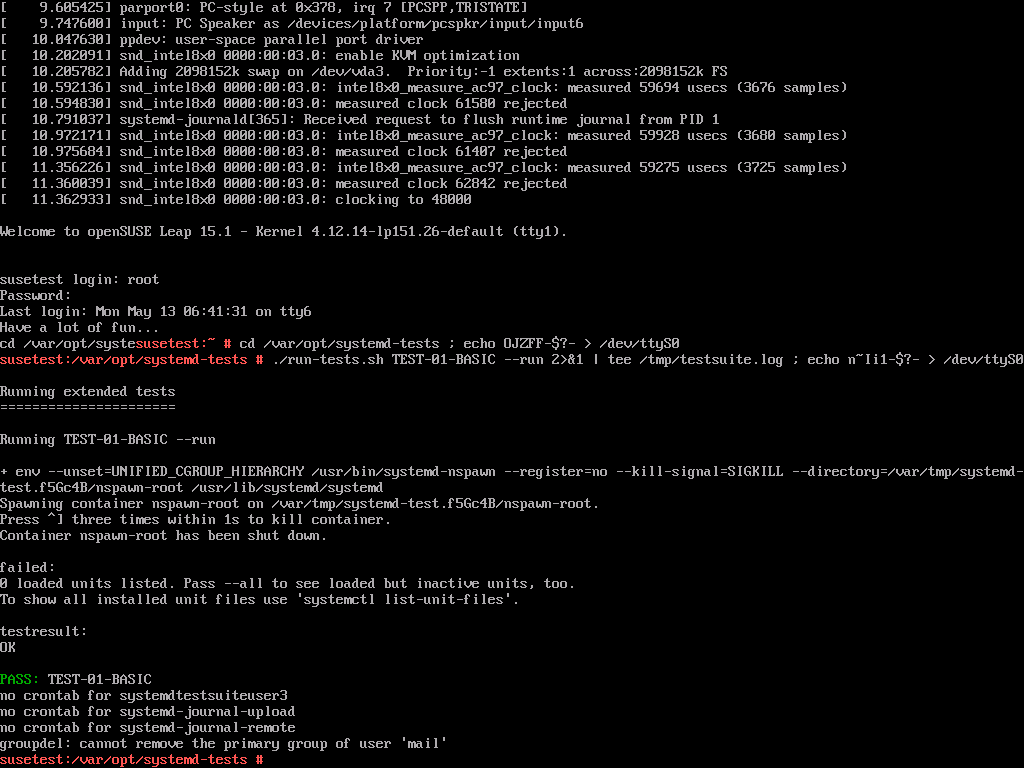 [    9.605425] parport0: PC-style at 0x378, irq 7 [PCSPP,TRISTATE]
[    9.747600] input: PC Speaker as /devices/platform/pcspkr/input/input6
[   10.047630] ppdev: user-space parallel port driver
[   10.202091] snd_intel8x0 0000:00:03.0: enable KVM optimization
[   10.205782] Adding 2098152k swap on /dev/vda3.  Priority:-1 extents:1 across:2098152k FS
[   10.592136] snd_intel8x0 0000:00:03.0: intel8x0_measure_ac97_clock: measured 59694 usecs (3676 samples)
[   10.594830] snd_intel8x0 0000:00:03.0: measured clock 61580 rejected
[   10.791037] systemd-journald[365]: Received request to flush runtime journal from PID 1
[   10.972171] snd_intel8x0 0000:00:03.0: intel8x0_measure_ac97_clock: measured 59928 usecs (3680 samples)
[   10.975684] snd_intel8x0 0000:00:03.0: measured clock 61407 rejected
[   11.356226] snd_intel8x0 0000:00:03.0: intel8x0_measure_ac97_clock: measured 59275 usecs (3725 samples)
[   11.360039] snd_intel8x0 0000:00:03.0: measured clock 62842 rejected
[   11.362933] snd_intel8x0 0000:00:03.0: clocking to 48000
Welcome to openSUSE Leap 15.1 - Kernel 4.12.14-lp151.26-default (tty1).
susetest login: root
Password:
Last login: Mon May 13 06:41:31 on tty6
Have a lot of fun...
cd /var/opt/systesusetest:~ # cd /var/opt/systemd-tests ; echo OJZFF-$?- > /dev/ttyS0
susetest:/var/opt/systemd-tests # ./run-tests.sh TEST-01-BASIC --run 2>&1 | tee /tmp/testsuite.log ; echo n~Ii1-$?- > /dev/ttyS0
Running extended tests
======================
Running TEST-01-BASIC --run
+ env --unset=UNIFIED_CGROUP_HIERARCHY /usr/bin/systemd-nspawn --register=no --kill-signal=SIGKILL --directory=/var/tmp/systemd-
test.f5Gc4B/nspawn-root /usr/lib/systemd/systemd
Spawning container nspawn-root on /var/tmp/systemd-test.f5Gc4B/nspawn-root.
Press ^] three times within 1s to kill container.
Container nspawn-root has been shut down.
failed:
0 loaded units listed. Pass --all to see loaded but inactive units, too.
To show all installed unit files use 'systemctl list-unit-files'.
testresult:
OK
PASS: TEST-01-BASIC
no crontab for systemdtestsuiteuser3
no crontab for systemd-journal-upload
no crontab for systemd-journal-remote
groupdel: cannot remove the primary group of user 'mail'
susetest:/var/opt/systemd-tests #